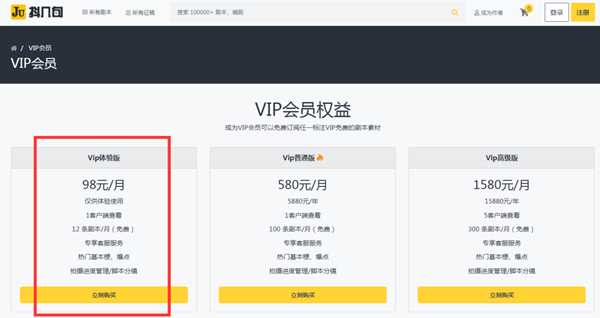 JU 抖几句
所有剧本
所有征稿
搜索 100000+ 剧本，编剧
成为作者
0
登录
注册
/ VIP会员
VIP会员
VIP会员权益
成为VIP会员可以免费订阅任一标注VIP免费的剧本素材
Vip体验版
98元/月
仅供体验使用
1客户端查看
12 条剧本/月（免费）
专享客服服务
热门基本梗、爆点
拍摄进度管理/脚本分镜
立刻购买
Vip普通版
580元/月
5880元/年
1客户端查看
100 条剧本/月（免费）
专享客服服务
热门基本梗、爆点
拍摄进度管理/脚本分镜
立刻购买
Vip高级版
1580元/月
15880元/年
5客户端查看
300 条剧本/月（免费）
专享客服服务
热门基本梗、爆点
拍摄进度管理/脚本分镜
立刻购买